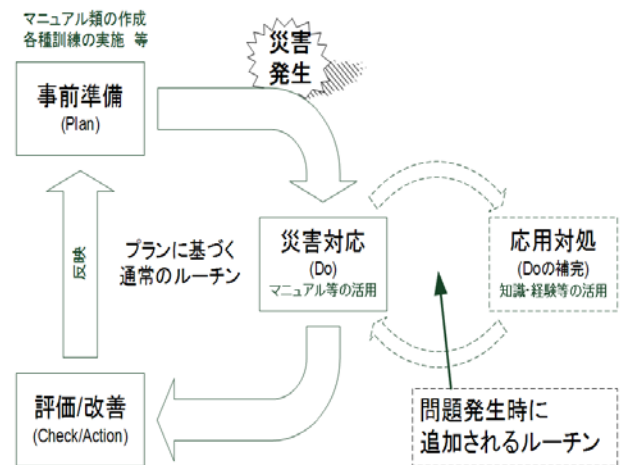 マニュアル類の作成
各種訓練の実施 等
災害
発生
事前準備
(Plan)
反映
プランに基づく
通常のルーチン
災害対応
(Do)
マニュアル等の活用
応用対処
(Doの補完)
知識・経験等の活用
評価/改善
(Check/Action)
問題発生時に
追加されるルーチン